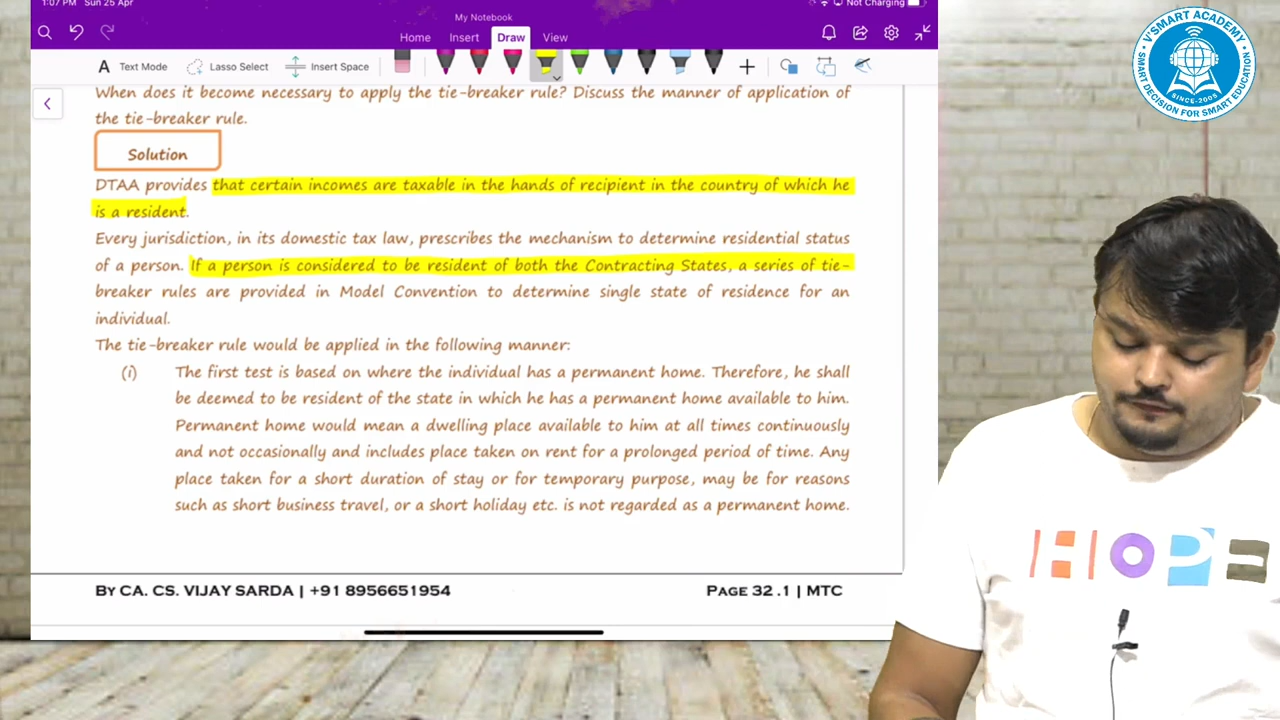 1:07 PM Sun 25 Apr
Not Charging
My Notebook
Home Insert Draw View
Text Mode Lasso Select Insert Space
When does it become necessary to apply the tie-breaker rule? Discuss the manner of application of
the tie-breaker rule.
Solution
DTAA provides that certain incomes are taxable in the hands of recipient in the country of which he
is a resident.
Every jurisdiction, in its domestic tax law, prescribes the mechanism to determine residential status
of a person. If a person is considered to be resident of both the Contracting States, a series of tie-
breaker rules are provided in Model Convention to determine single state of residence for an
individual.
The tie-breaker rule would be applied in the following manner:
(i) The first test is based on where the individual has a permanent home. Therefore, he shall
be deemed to be resident of the state in which he has a permanent home available to him.
Permanent home would mean a dwelling place available to him at all times continuously
and not occasionally and includes place taken on rent for a prolonged period of time. Any
place taken for a short duration of stay or for temporary purpose, may be for reasons
such as short business travel, or a short holiday etc. is not regarded as a permanent home.
BY CA. CS. VIJAY SARDA | +91 8956651954 PAGE 32 .1 | MTC
V'SMART ACADEMY
SINCE-2005
SMART DECISION FOR SMART EDUCATION
HOPE